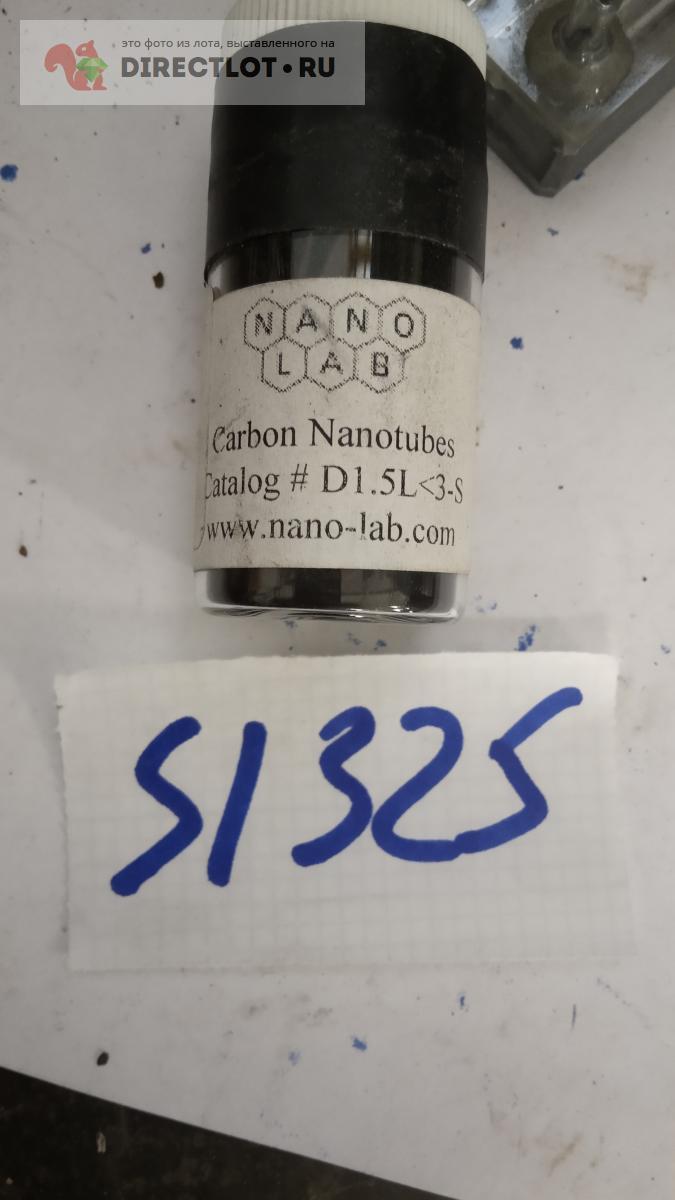 это фото из лота, выставленного на
DIRECTLOT•RU
NANO
LAB
Carbon Nanotubes
Catalog # D1.5L<3-S
www.nano-lab.com
51325